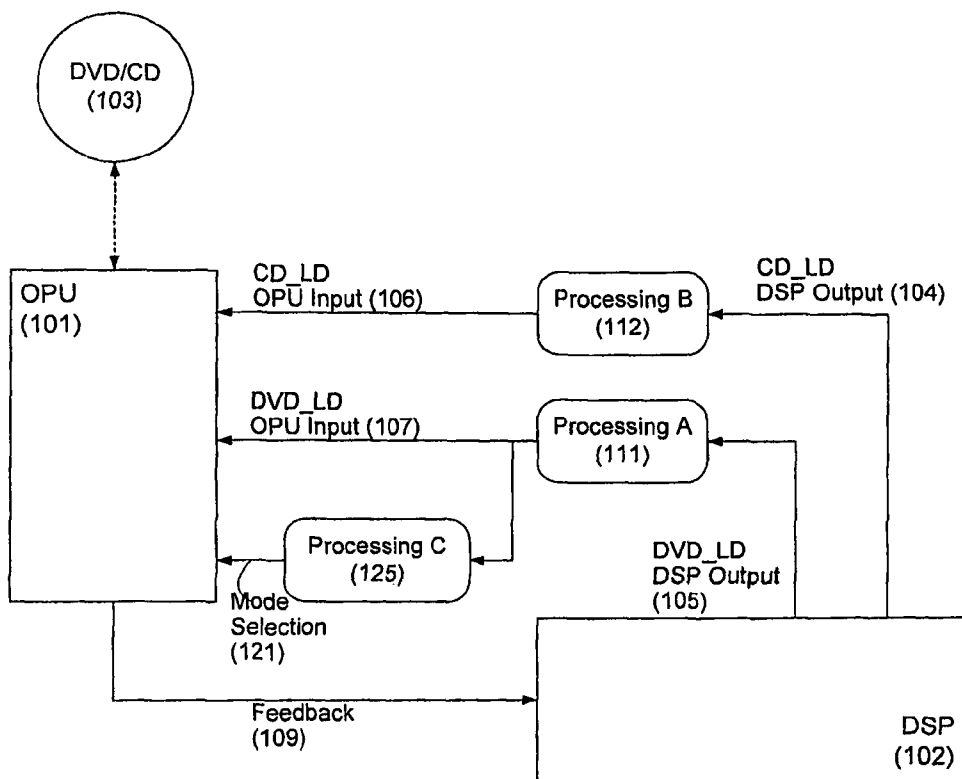 DVD/CD
(103)
OPU
(101)
CD_LD
OPU Input (106)
Processing B
(112)
CD_LD
DSP Output (104)
DVD_LD
OPU Input (107)
Processing A
(111)
Processing C
(125)
Mode
Selection
(121)
DVD_LD
DSP Output
(105)
Feedback
(109)
DSP
(102)